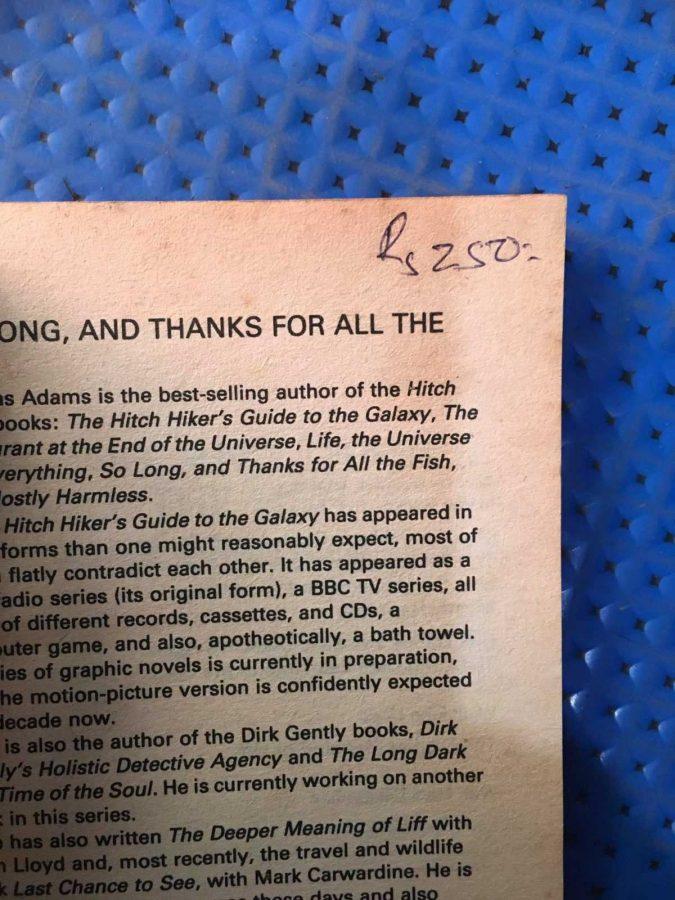 Rs 250-
ONG, AND THANKS FOR ALL THE
as Adams is the best-selling author of the Hitch
books: The Hitch Hiker's Guide to the Galaxy, The
urant at the End of the Universe, Life, the Universe
verything, So Long, and Thanks for All the Fish,
ostly Harmless.
Hitch Hiker's Guide to the Galaxy has appeared in
forms than one might reasonably expect, most of
flatly contradict each other. It has appeared as a
adio series (its original form), a BBC TV series, all
of different records, cassettes, and CDs, a
outer game, and also, apotheotically, a bath towel.
ies of graphic novels is currently in preparation,
he motion-picture version is confidently expected
decade now.
is also the author of the Dirk Gently books, Dirk
ly's Holistic Detective Agency and The Long Dark
Time of the Soul. He is currently working on another
k in this series.
has also written The Deeper Meaning of Liff with
n Lloyd and, most recently, the travel and wildlife
k Last Chance to See, with Mark Carwardine. He is
these days and also